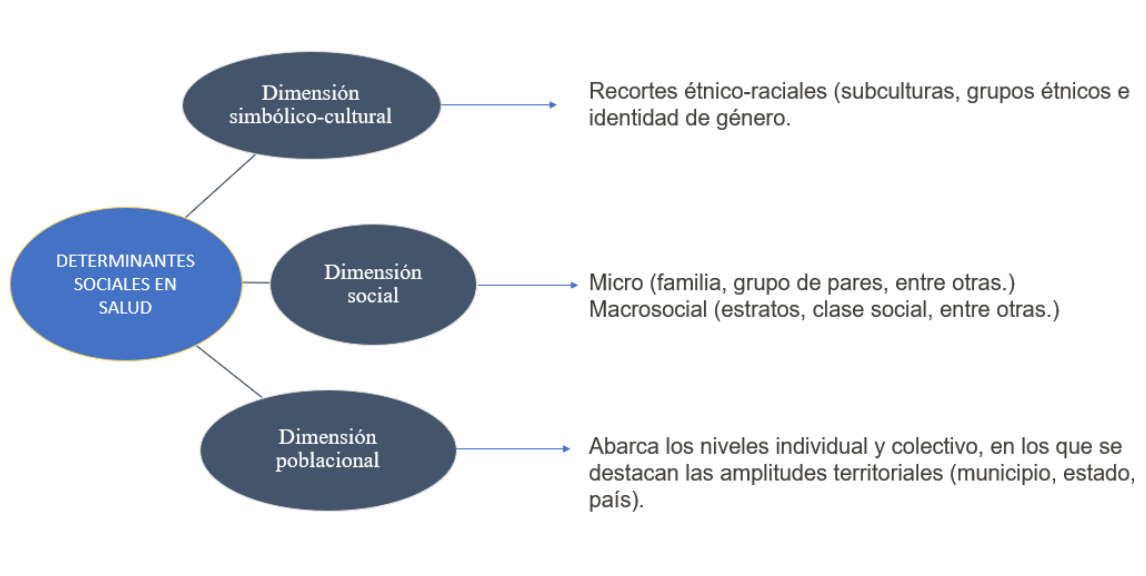 Dimensión
simbólico-cultural
Recortes étnico-raciales (subculturas, grupos étnicos e
identidad de género.
DETERMINANTES
SOCIALES EN
SALUD
Dimensión
social
Micro (familia, grupo de pares, entre otras.)
Macrosocial (estratos, clase social, entre otras.)
Dimensión
poblacional
Abarca los niveles individual y colectivo, en los que se
destacan las amplitudes territoriales (municipio, estado,
país).